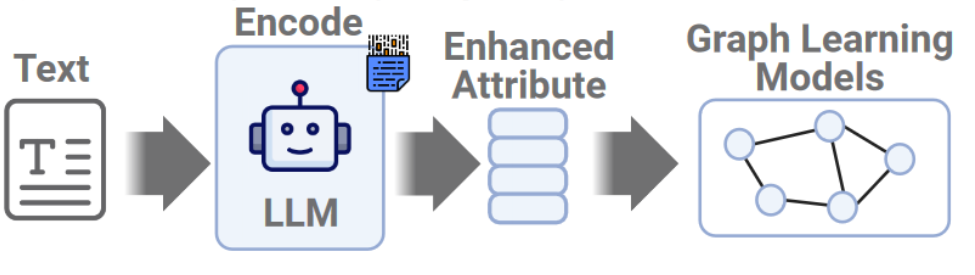 Text
T
Encode
LLM
Enhanced
Attribute
Graph Learning
Models